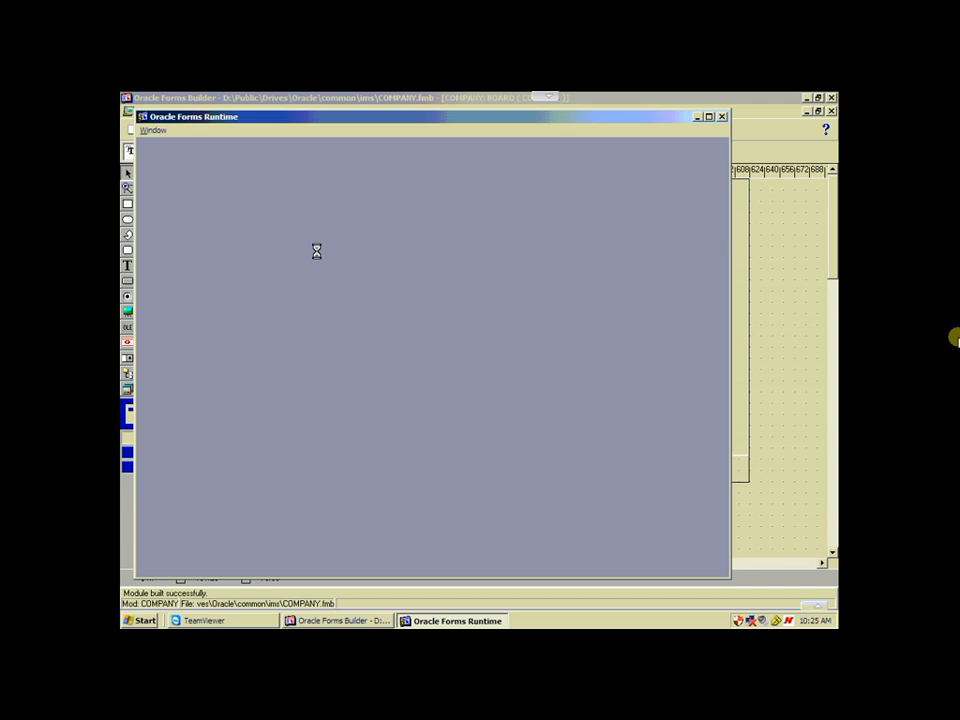 Oracle Forms Builder - D:\Public\Drives\Oracle\common\ims\COMPANY.fmb - [COMPANY: BOARD (
Oracle Forms Runtime
Window
?
608|624|640|656|672|688|
T
OLE
Module built successfully.
Mod: COMPANY File: ves\Oracle\common\ims\COMPANY.fmb
Start
TeamViewer
Oracle Forms Builder - D:...
Oracle Forms Runtime
10:25 AM